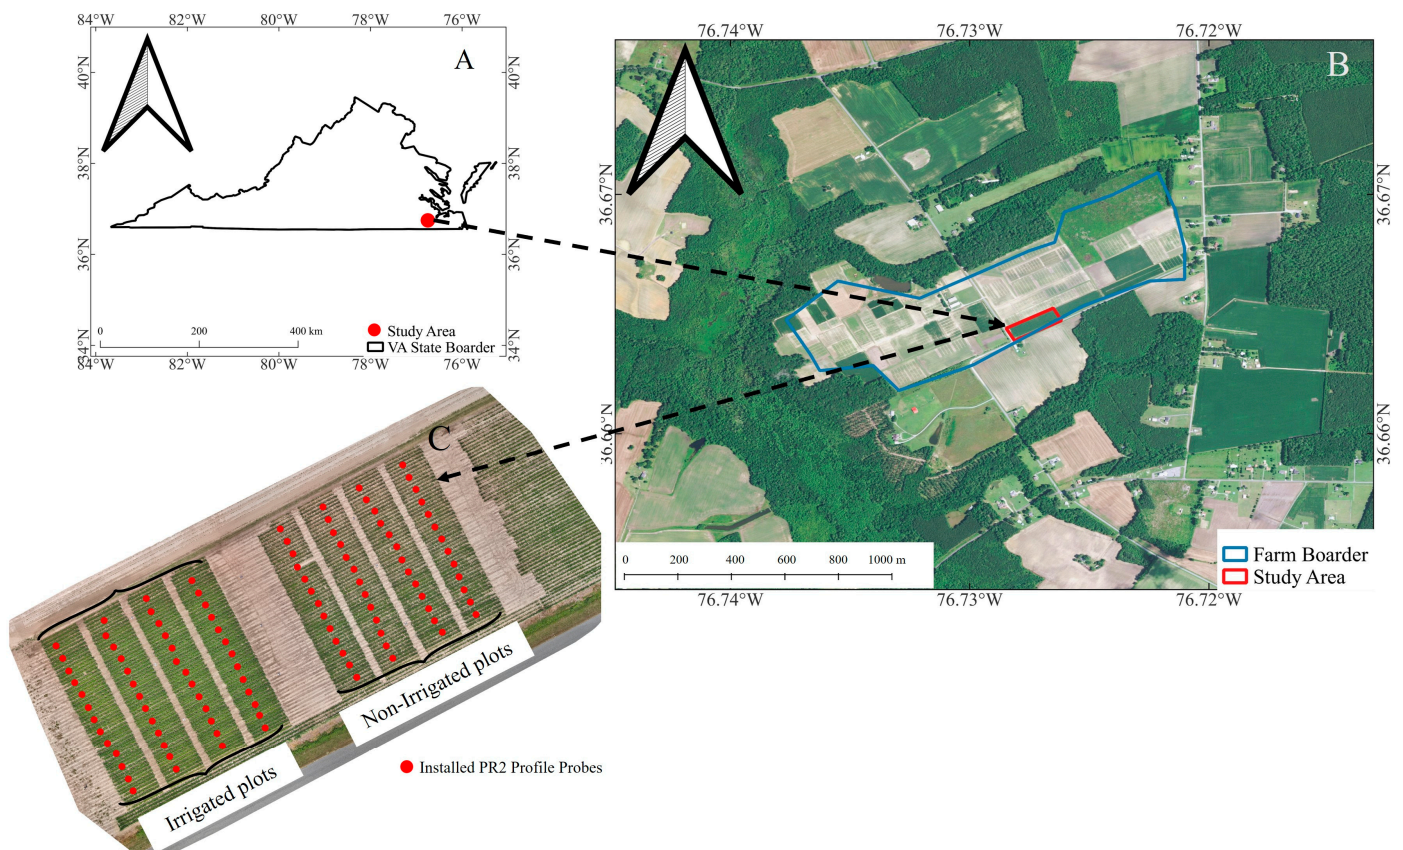 84°W 82°W 80°W 78°W 76°W
A
40°N 40°N
38°N 38°N
36°N 36°N
34°N 34°N
0 200 400 km
Study Area
VA State Boarder
84°W 82°W 80°W 78°W 76°W
76.74°W 76.73°W 76.72°W
B
36.67°N 36.67°N
36.66°N 36.66°N
0 200 400 600 800 1000 m
Farm Boarder
Study Area
76.74°W 76.73°W 76.72°W
C
Non-Irrigated plots
Irrigated plots
Installed PR2 Profile Probes